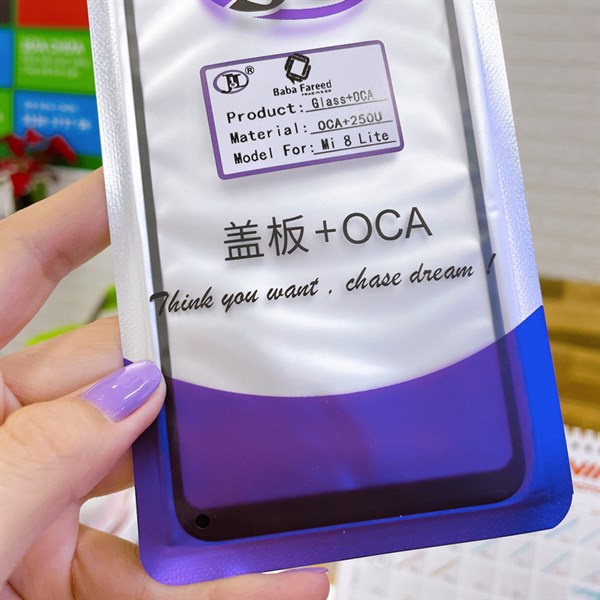 JT®
Baba Fareed
Product: Glass+OCA
Material: OCA+250U
Model For: Mi 8 Lite
盖板+OCA
Think you want . chase dream !